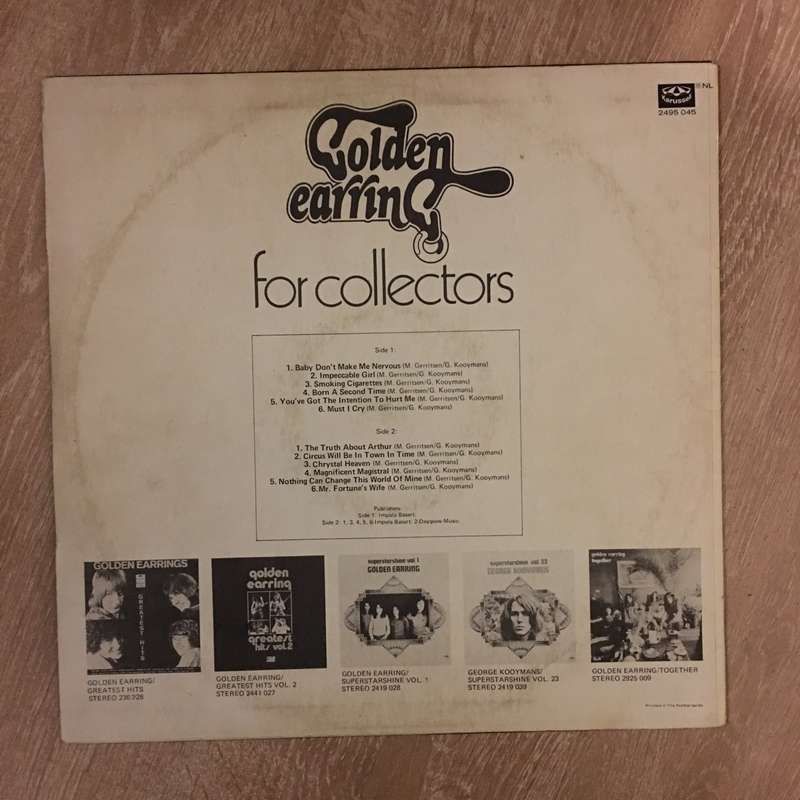 karussell
NL
2495 045
Golden
earring
for collectors
Side 1:
1. Baby Don't Make Me Nervous (M. Gerritsen/G. Kooymans)
2. Impeccable Girl (M. Gerritsen/G. Kooymans)
3. Smoking Cigarettes (M. Gerritsen/G. Kooymans)
4. Born A Second Time (M. Gerritsen/G. Kooymans)
5. You've Got The Intention To Hurt Me (M. Gerritsen/G. Kooymans)
6. Must I Cry (M. Gerritsen/G. Kooymans)
Side 2:
1. The Truth About Arthur (M. Gerritsen/G. Kooymans)
2. Circus Will Be In Town In Time (M. Gerritsen/G. Kooymans)
3. Chrystal Heaven (M. Gerritsen/G. Kooymans)
4. Magnificent Magistral (M. Gerritsen/G. Kooymans)
5. Nothing Can Change This World Of Mine (M. Gerritsen/G. Kooymans)
6. Mr. Fortune's Wife (M. Gerritsen/G. Kooymans)
Publishers:
Side 1: Impala Basart.
Side 2: 1, 3, 4, 5, 6 Impala Basart. 2 Dayglow Music.
GOLDEN EARRINGS
GREATEST HITS
golden
earring
greatest
hits vol.2
superstarshine vol 1
GOLDEN EARRING
superstarshine vol 23
GEORGE KOOYMANS
golden earring
together
GOLDEN EARRING/
GREATEST HITS
GOLDEN EARRING/
GREATEST HITS VOL. 2
STEREO 2441 027
GOLDEN EARRING/
SUPERSTARSHINE VOL. 1
STEREO 2419 028
GEORGE KOOYMANS/
SUPERSTARSHINE VOL. 23
STEREO 2419 039
GOLDEN EARRING/TOGETHER
STEREO 2925 009
Printed in The Netherlands